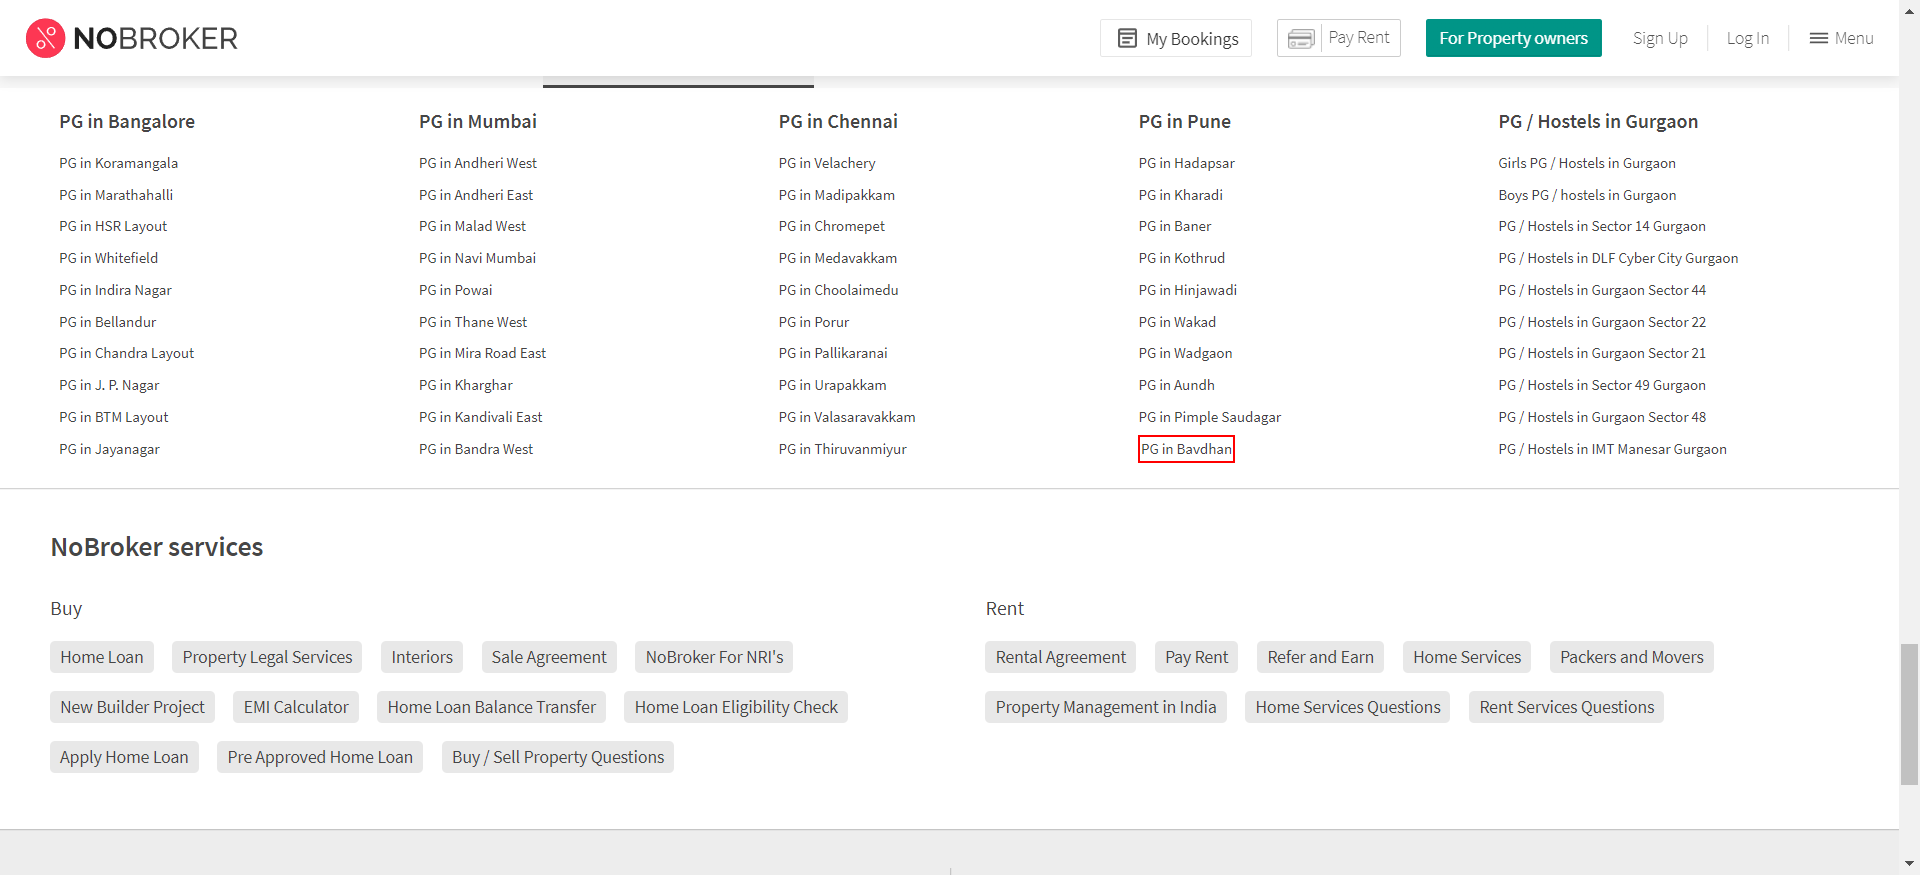 NOBROKER
My Bookings
Pay Rent
For Property owners
Sign Up
Log In
Menu
PG in Bangalore
PG in Koramangala
PG in Marathahalli
PG in HSR Layout
PG in Whitefield
PG in Indira Nagar
PG in Bellandur
PG in Chandra Layout
PG in J. P. Nagar
PG in BTM Layout
PG in Jayanagar
PG in Mumbai
PG in Andheri West
PG in Andheri East
PG in Malad West
PG in Navi Mumbai
PG in Powai
PG in Thane West
PG in Mira Road East
PG in Kharghar
PG in Kandivali East
PG in Bandra West
PG in Chennai
PG in Velachery
PG in Madipakkam
PG in Chromepet
PG in Medavakkam
PG in Choolaimedu
PG in Porur
PG in Pallikaranai
PG in Urapakkam
PG in Valasaravakkam
PG in Thiruvanmiyur
PG in Pune
PG in Hadapsar
PG in Kharadi
PG in Baner
PG in Kothrud
PG in Hinjawadi
PG in Wakad
PG in Wadgaon
PG in Aundh
PG in Pimple Saudagar
PG in Bavdhan
PG / Hostels in Gurgaon
Girls PG / Hostels in Gurgaon
Boys PG / hostels in Gurgaon
PG / Hostels in Sector 14 Gurgaon
PG / Hostels in DLF Cyber City Gurgaon
PG / Hostels in Gurgaon Sector 44
PG / Hostels in Gurgaon Sector 22
PG / Hostels in Gurgaon Sector 21
PG / Hostels in Sector 49 Gurgaon
PG / Hostels in Gurgaon Sector 48
PG / Hostels in IMT Manesar Gurgaon
NoBroker services
Buy
Home Loan
Property Legal Services
Interiors
Sale Agreement
NoBroker For NRI's
New Builder Project
EMI Calculator
Home Loan Balance Transfer
Home Loan Eligibility Check
Apply Home Loan
Pre Approved Home Loan
Buy / Sell Property Questions
Rent
Rental Agreement
Pay Rent
Refer and Earn
Home Services
Packers and Movers
Property Management in India
Home Services Questions
Rent Services Questions